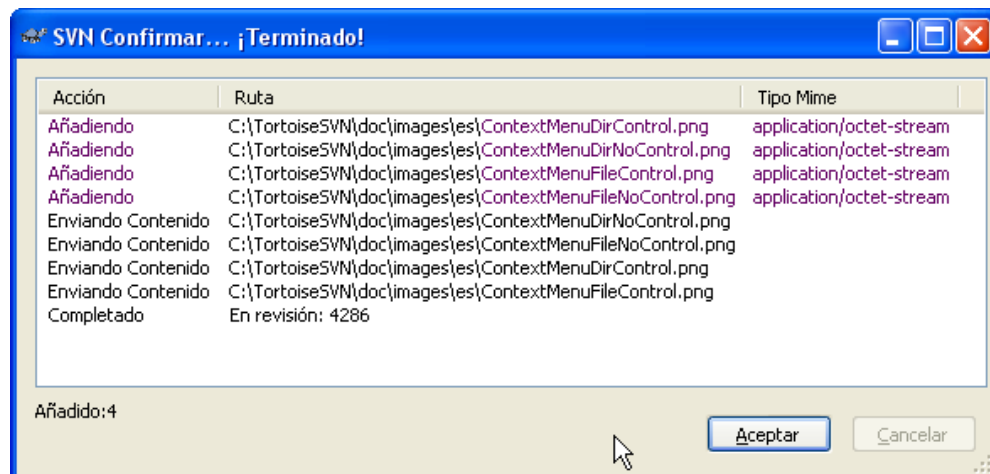 SVN Confirmar... ¡Terminado!
Acción Ruta Tipo Mime
Añadiendo C:\TortoiseSVN\doc\images\es\ContextMenuDirControl.png application/octet-stream
Añadiendo C:\TortoiseSVN\doc\images\es\ContextMenuDirNoControl.png application/octet-stream
Añadiendo C:\TortoiseSVN\doc\images\es\ContextMenuFileControl.png application/octet-stream
Añadiendo C:\TortoiseSVN\doc\images\es\ContextMenuFileNoControl.png application/octet-stream
Enviando Contenido C:\TortoiseSVN\doc\images\es\ContextMenuDirNoControl.png
Enviando Contenido C:\TortoiseSVN\doc\images\es\ContextMenuFileNoControl.png
Enviando Contenido C:\TortoiseSVN\doc\images\es\ContextMenuDirControl.png
Enviando Contenido C:\TortoiseSVN\doc\images\es\ContextMenuFileControl.png
Completado En revisión: 4286
Añadido:4
Aceptar Cancelar